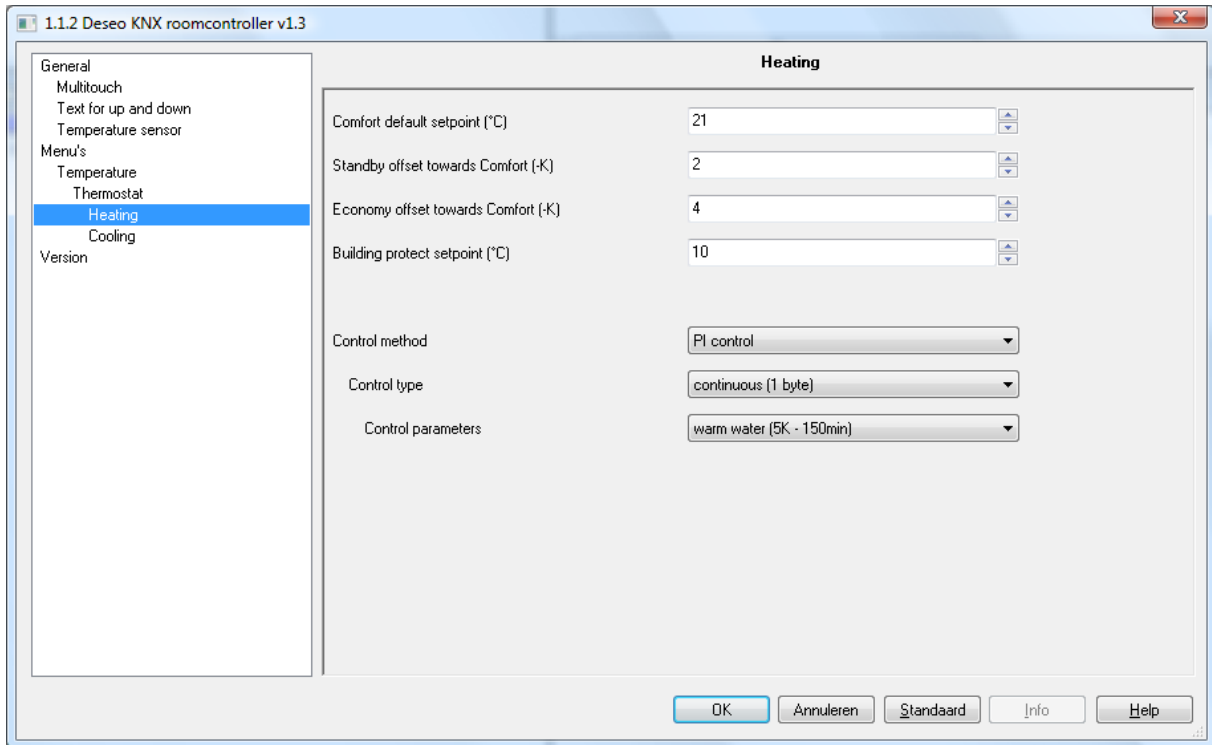 1.1.2 Deseo KNX roomcontroller v1.3
General
Multitouch
Text for up and down
Temperature sensor
Menu's
Temperature
Thermostat
Heating
Cooling
Version
Heating
Comfort default setpoint (°C) 21
Standby offset towards Comfort (-K) 2
Economy offset towards Comfort (-K) 4
Building protect setpoint (°C) 10
Control method PI control
Control type continuous (1 byte)
Control parameters warm water (5K - 150min)
OK Annuleren Standaard Info Help